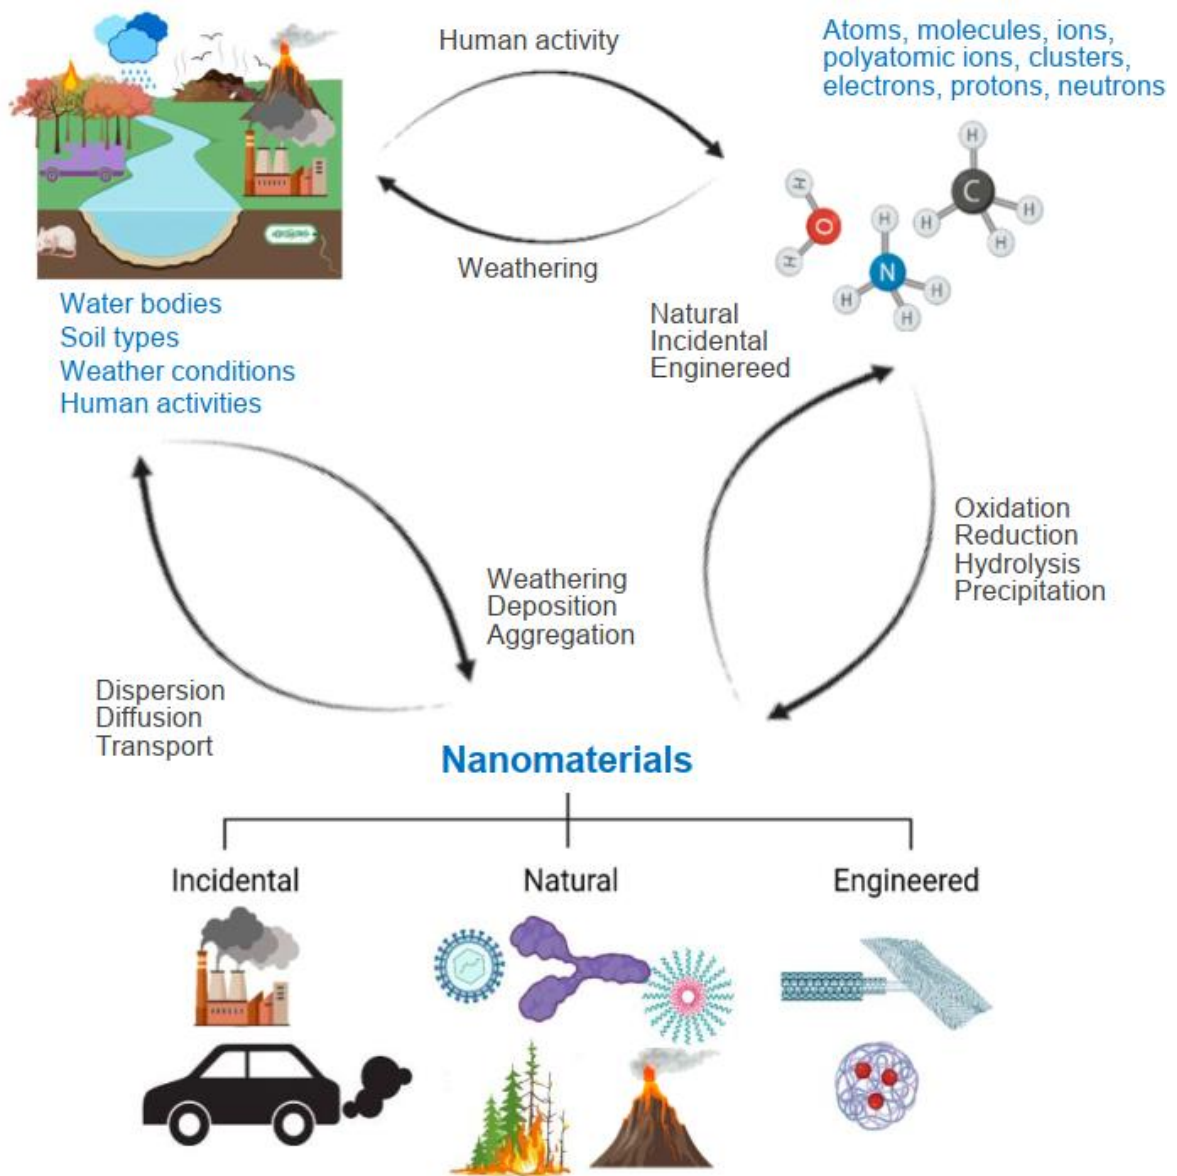 Human activity
Atoms, molecules, ions,
polyatomic ions, clusters,
electrons, protons, neutrons
H
H
O
H
H
N
H
H
H
H
C
H
H
H
Weathering
Water bodies
Soil types
Weather conditions
Human activities
Natural
Incidental
Enginereed
Oxidation
Reduction
Hydrolysis
Precipitation
Weathering
Deposition
Aggregation
Dispersion
Diffusion
Transport
Nanomaterials
Incidental
Natural
Engineered